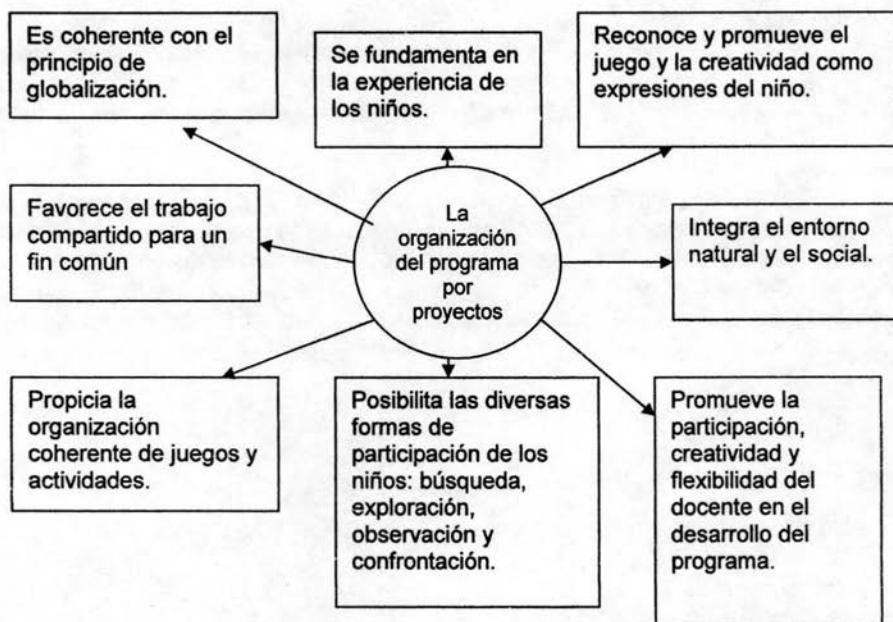 Es coherente con el
principio de
globalización.
Se fundamenta en
la experiencia de
los niños.
Reconoce y promueve el
juego y la creatividad como
expresiones del niño.
Favorece el trabajo
compartido para un
fin común
La
organización
del programa
por
proyectos
Integra el entorno
natural y el social.
Propicia la
organización
coherente de juegos y
actividades.
Posibilita las diversas
formas de
participación de los
niños: búsqueda,
exploración,
observación y
confrontación.
Promueve la
participación,
creatividad y
flexibilidad del
docente en el
desarrollo del
programa.